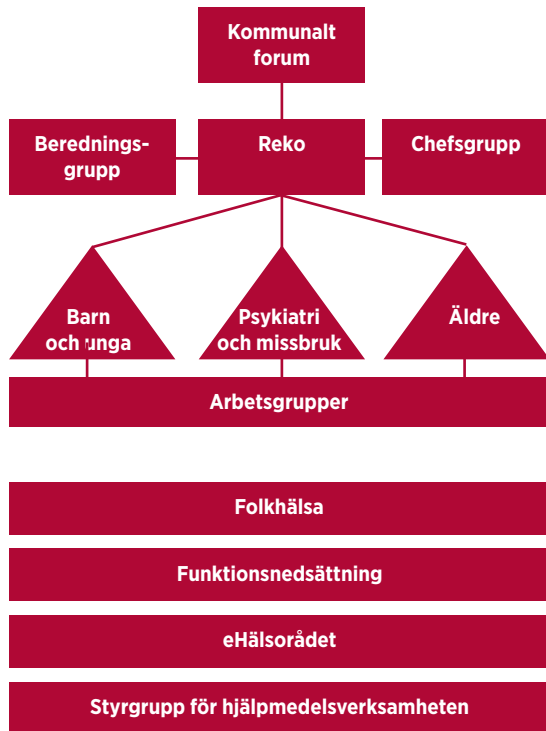 Kommunalt
forum
Berednings-
grupp
Reko
Chefsgrupp
Barn
och unga
Psykiatri
och missbruk
Äldre
Arbetsgrupper
Folkhälsa
Funktionsnedsättning
eHälsorådet
Styrgrupp för hjälpmedelsverksamheten